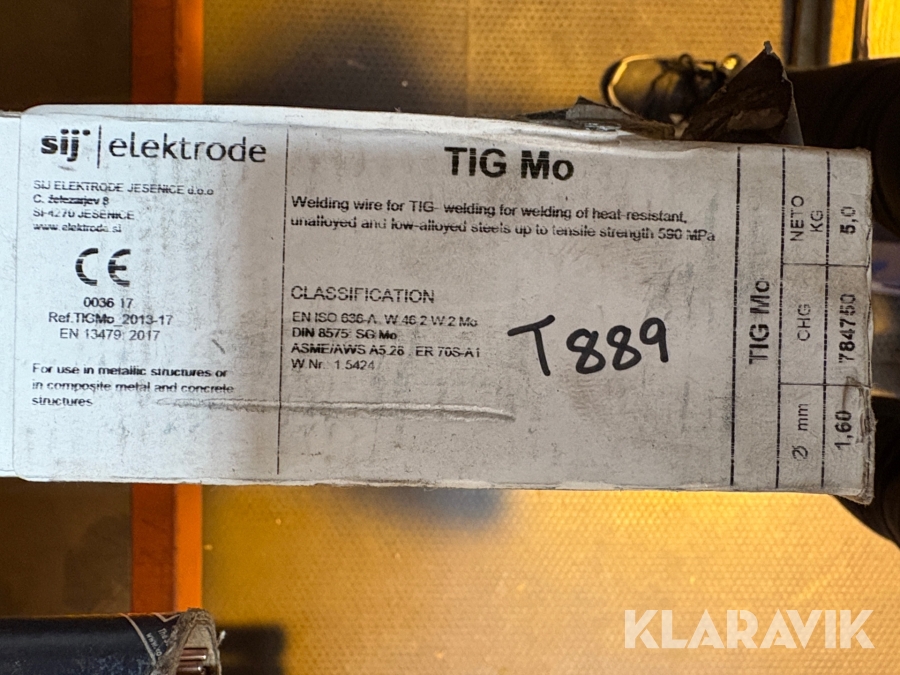 sij elektrode
SIJ ELEKTRODE JESENICE d.o.o
C. železarjev 8
SI-4270 JESENICE
www.elektrode.si
CE
0036 17
Ref.TIGMo 2013-17
EN 13479: 2017
For use in metallic structures or
in composite metal and concrete
structures
TIG Mo
Welding wire for TIG- welding for welding of heat-resistant,
unalloyed and low-alloyed steels up to tensile strength 590 MPa
CLASSIFICATION
EN ISO 636-A, W 46 2 W 2 Mo
DIN 8575: SG Mo
ASME/AWS A5.28 ER 70S-A1
W.Nr. 1.5424
T889
TIG Mo
NETO KG
5,0
CHG
784750
Ø mm
1,60
KLARAVIK